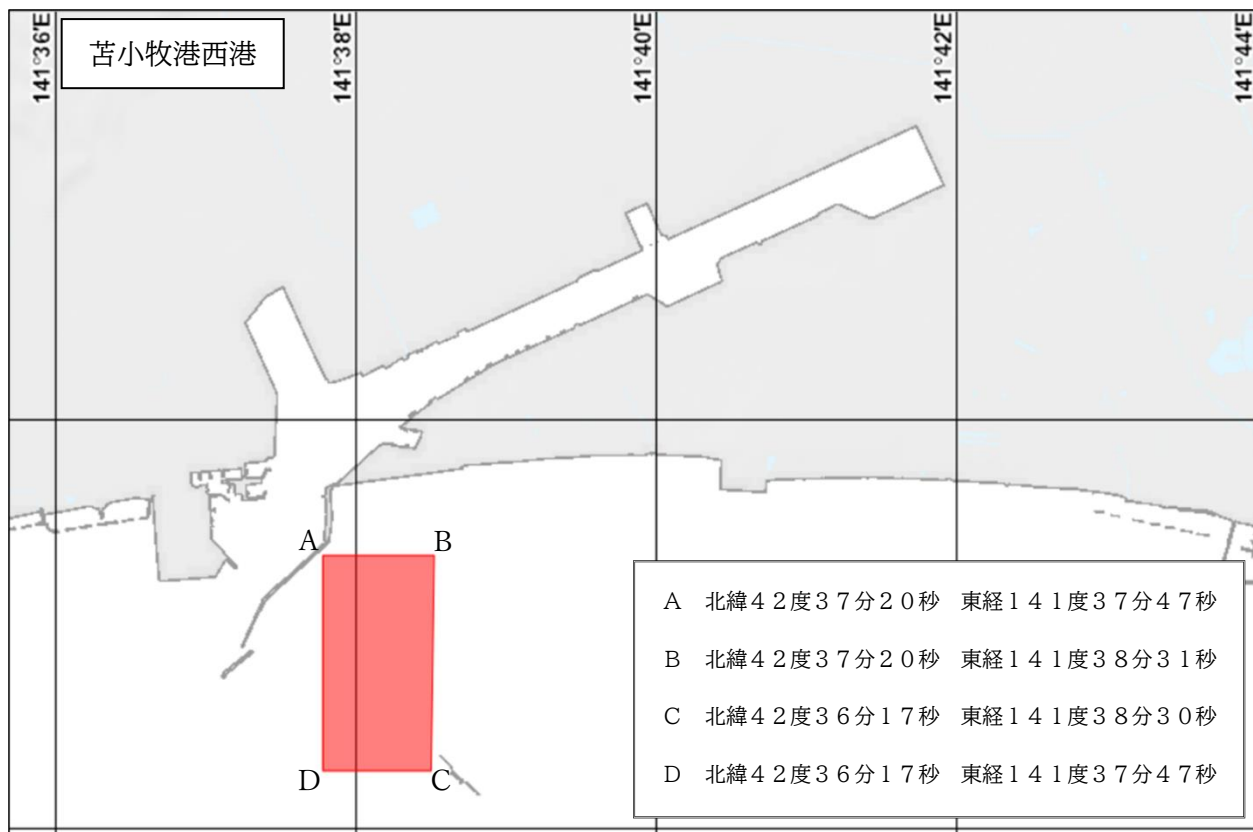 苫小牧港西港
141°36'E
141°38'E
141°40'E
141°42'E
141°44'E
A
B
D
C
A 北緯４２度３７分２０秒 東経１４１度３７分４７秒
B 北緯４２度３７分２０秒 東経１４１度３８分３１秒
C 北緯４２度３６分１７秒 東経１４１度３８分３０秒
D 北緯４２度３６分１７秒 東経１４１度３７分４７秒